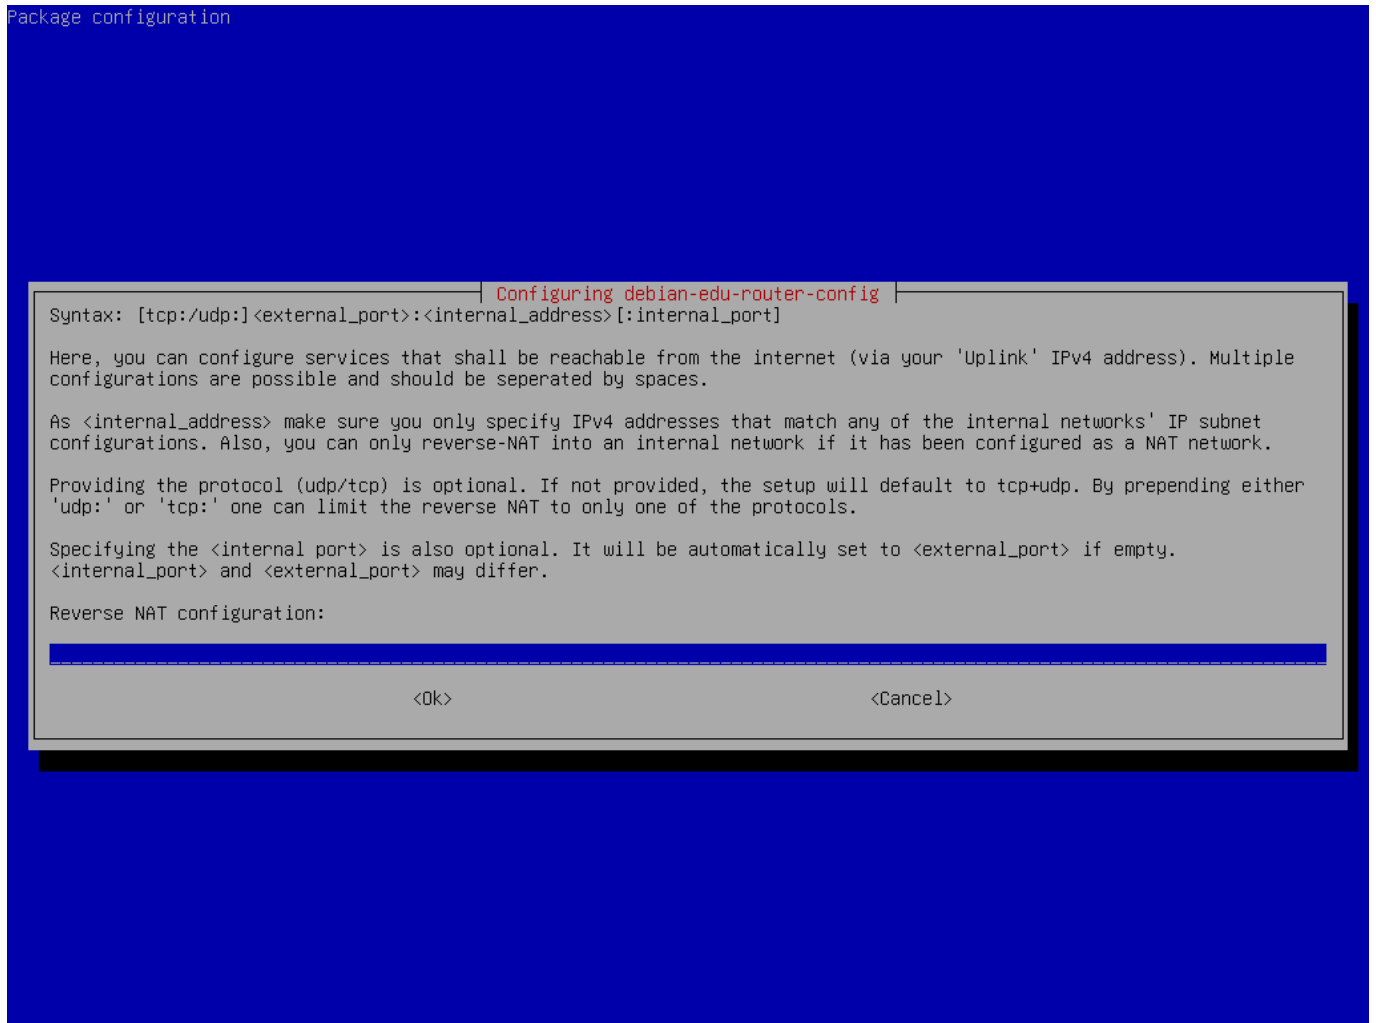 Package configuration
Configuring debian-edu-router-config
Syntax: [tcp:/udp:]<external_port>:<internal_address>[:internal_port]
Here, you can configure services that shall be reachable from the internet (via your 'Uplink' IPv4 address). Multiple
configurations are possible and should be seperated by spaces.
As <internal_address> make sure you only specify IPv4 addresses that match any of the internal networks' IP subnet
configurations. Also, you can only reverse-NAT into an internal network if it has been configured as a NAT network.
Providing the protocol (udp/tcp) is optional. If not provided, the setup will default to tcp+udp. By prepending either
'udp:' or 'tcp:' one can limit the reverse NAT to only one of the protocols.
Specifying the <internal port> is also optional. It will be automatically set to <external_port> if empty.
<internal_port> and <external_port> may differ.
Reverse NAT configuration:
<Ok> <Cancel>